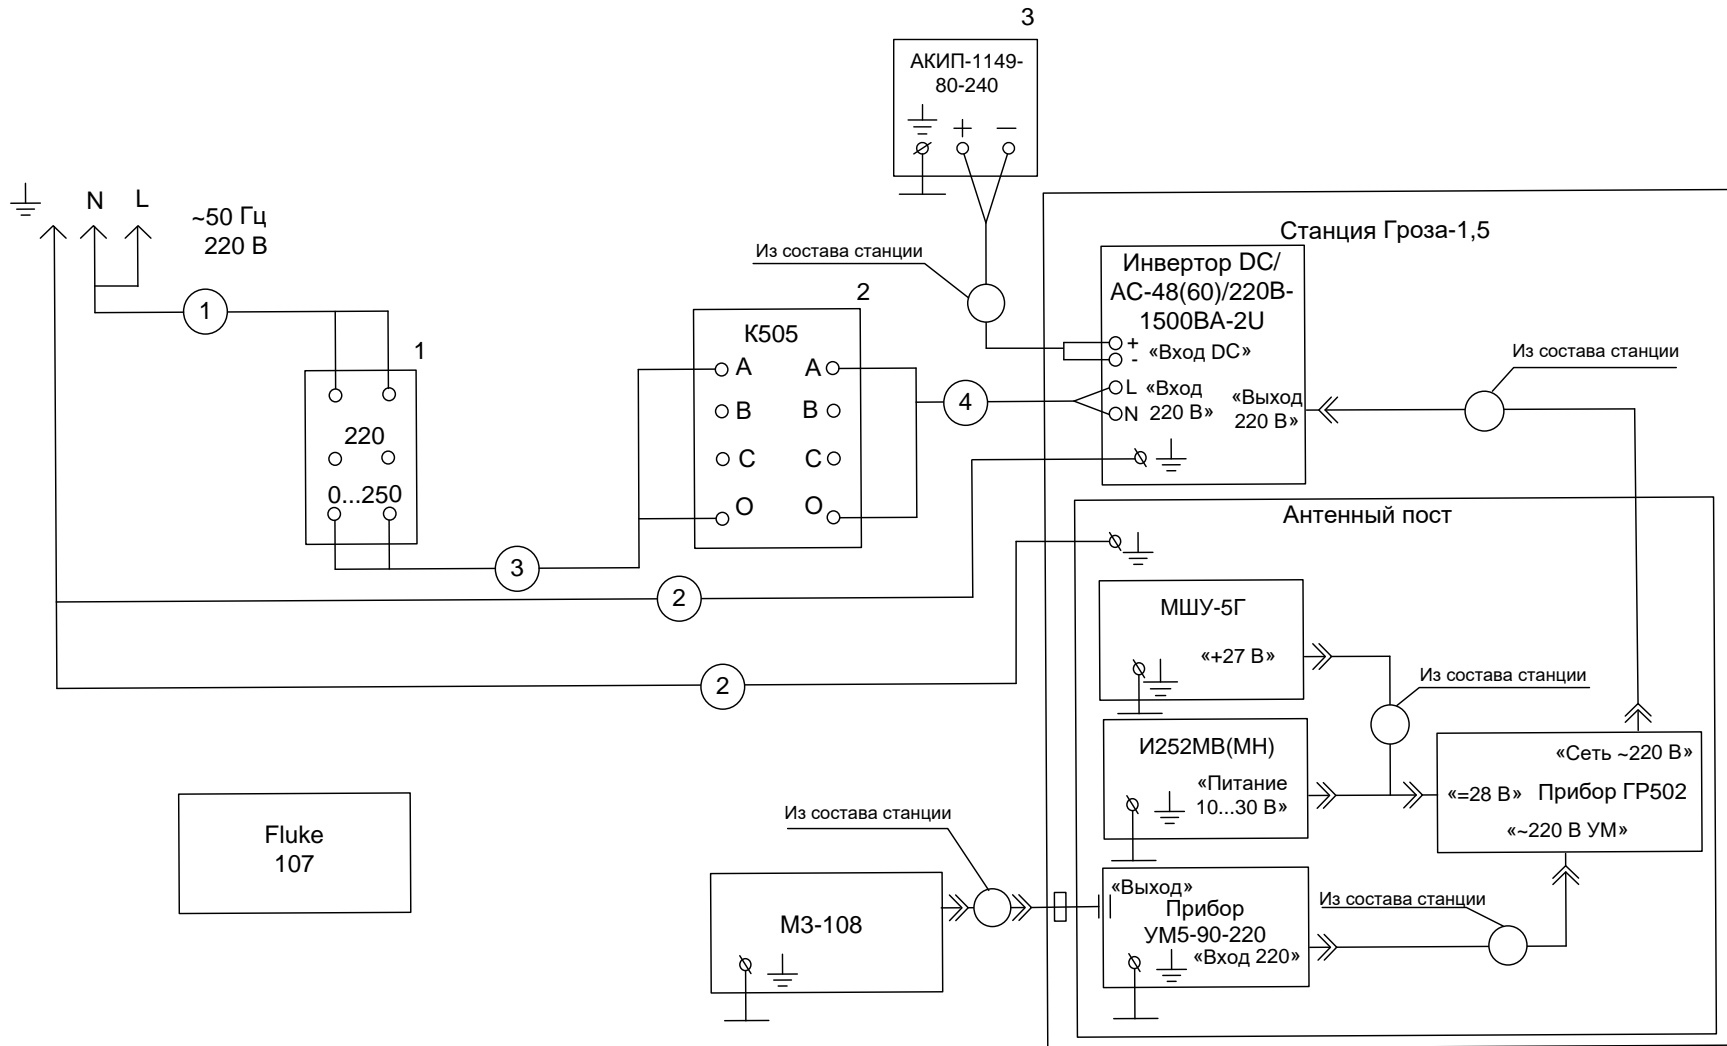 3
АКИП-1149-
80-240
+ —
N L
~50 Гц
220 В
1
1
220
0...250
3
2
К505
A A
B B
C C
O O
4
2
2
Из состава станции
Станция Гроза-1,5
Инвертор DC/
АС-48(60)/220В-
1500ВА-2U
+
- «Вход DC»
L «Вход
N 220 В»
«Выход
220 В»
Из состава станции
Антенный пост
МШУ-5Г
«+27 В»
Из состава станции
И252МВ(МН)
«Питание
10...30 В»
«Сеть ~220 В»
«=28 В» Прибор ГР502
«~220 В УМ»
Fluke
107
Из состава станции
М3-108
«Выход»
Прибор
УМ5-90-220
«Вход 220»
Из состава станции